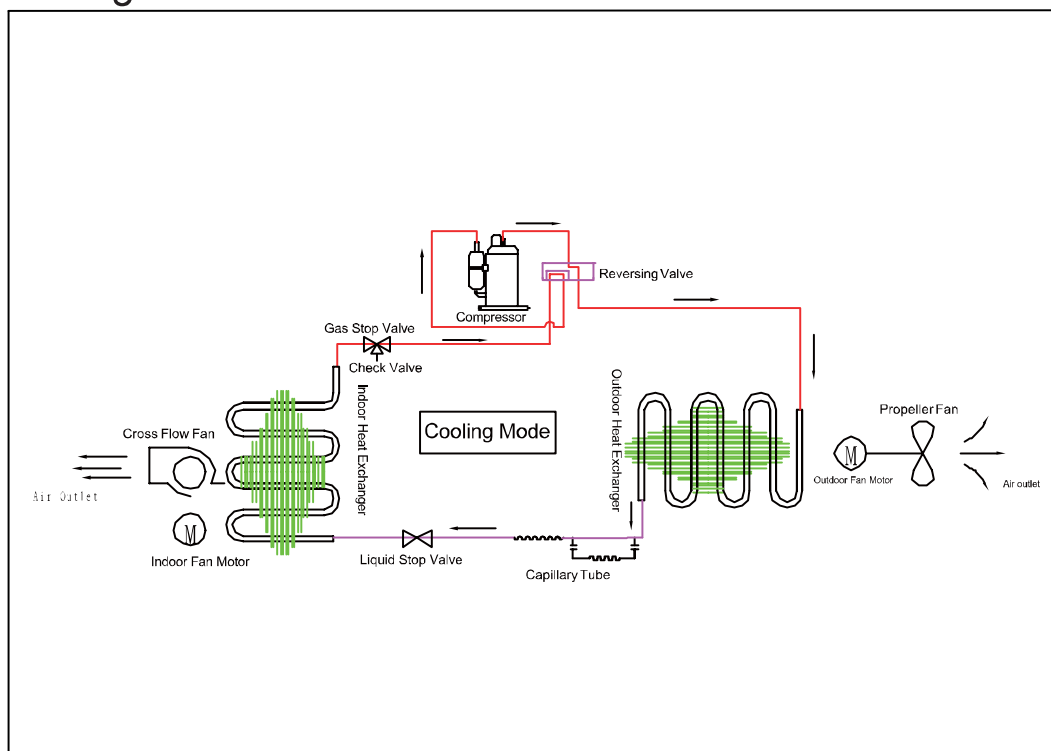 Reversing Valve
Compressor
Gas Stop Valve
Check Valve
Indoor Heat Exchanger
Outdoor Heat Exchanger
Cooling Mode
Propeller Fan
Cross Flow Fan
M
Outdoor Fan Motor
Air outlet
Air Outlet
M
Indoor Fan Motor
Liquid Stop Valve
Capillary Tube